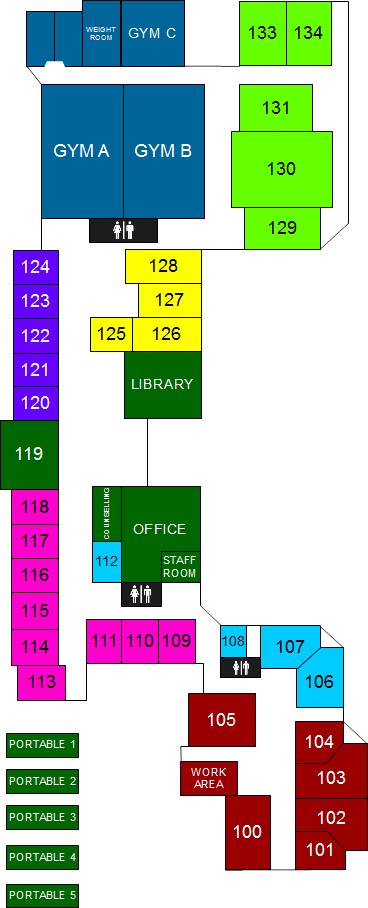 WEIGHT
ROOM
GYM C
133
134
131
GYM A
GYM B
130
129
124
128
123
127
122
125
126
121
LIBRARY
120
119
118
COUNSELLING
OFFICE
117
112
STAFF
ROOM
116
115
114
111
110
109
108
107
113
106
105
104
PORTABLE 1
WORK
AREA
103
PORTABLE 2
PORTABLE 3
102
100
101
PORTABLE 4
PORTABLE 5